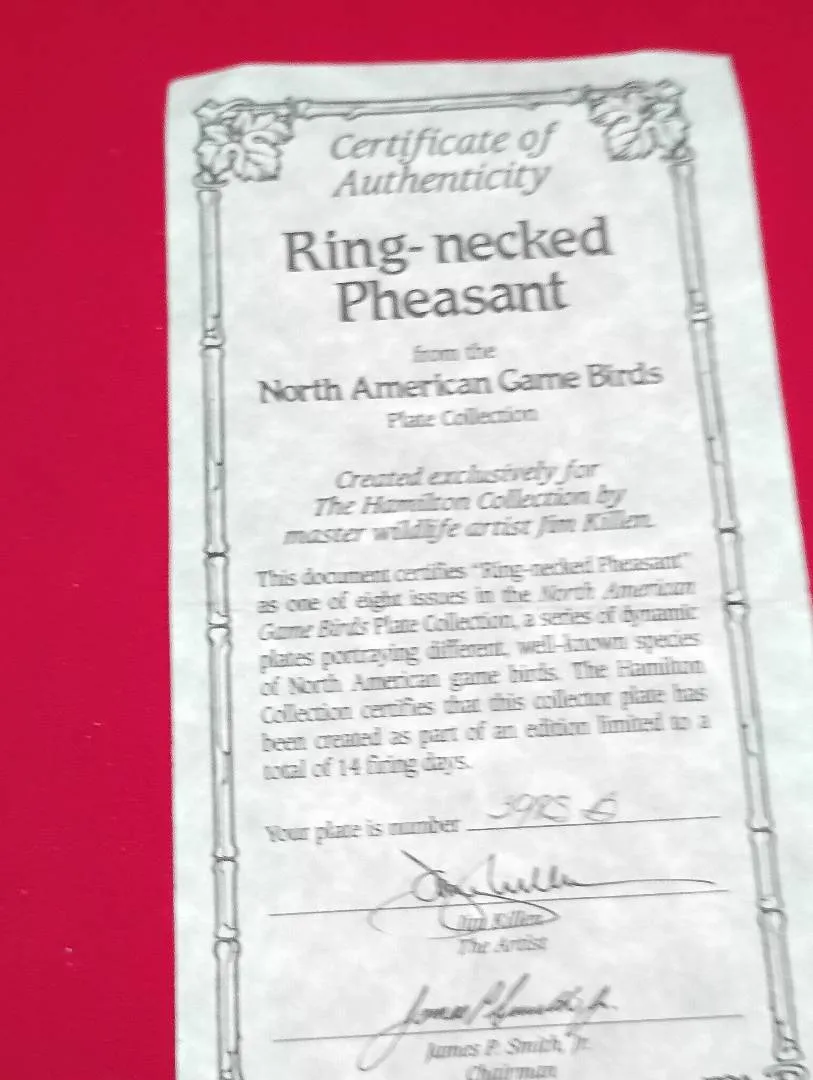 Certificate of
Authenticity
Ring-necked
Pheasant
from the
North American Game Birds
Plate Collection
Created exclusively for
The Hamilton Collection by
master wildlife artist Jim Killen.
This document certifies "Ring-necked Pheasant"
as one of eight issues in the North American
Game Birds Plate Collection, a series of dynamic
plates portraying different, well-known species
of North American game birds. The Hamilton
Collection certifies that this collector plate has
been created as part of an edition limited to a
total of 14 firing days.
Your plate is number
Jim Killen
The Artist
James P. Smith, Jr.
Chairman